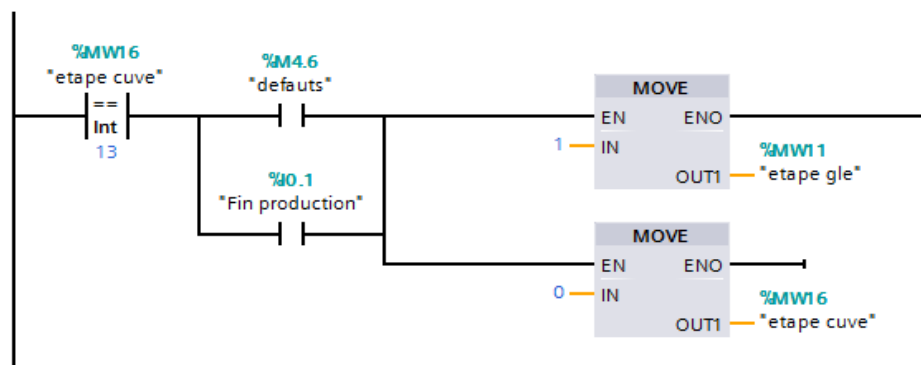 %MW16
"etape cuve"
==
Int
13
%M4.6
"defauts"
%I0.1
"Fin production"
MOVE
EN ENO
1 IN
%MW11
OUT1 "etape gle"
MOVE
EN ENO
0 IN
%MW16
OUT1 "etape cuve"